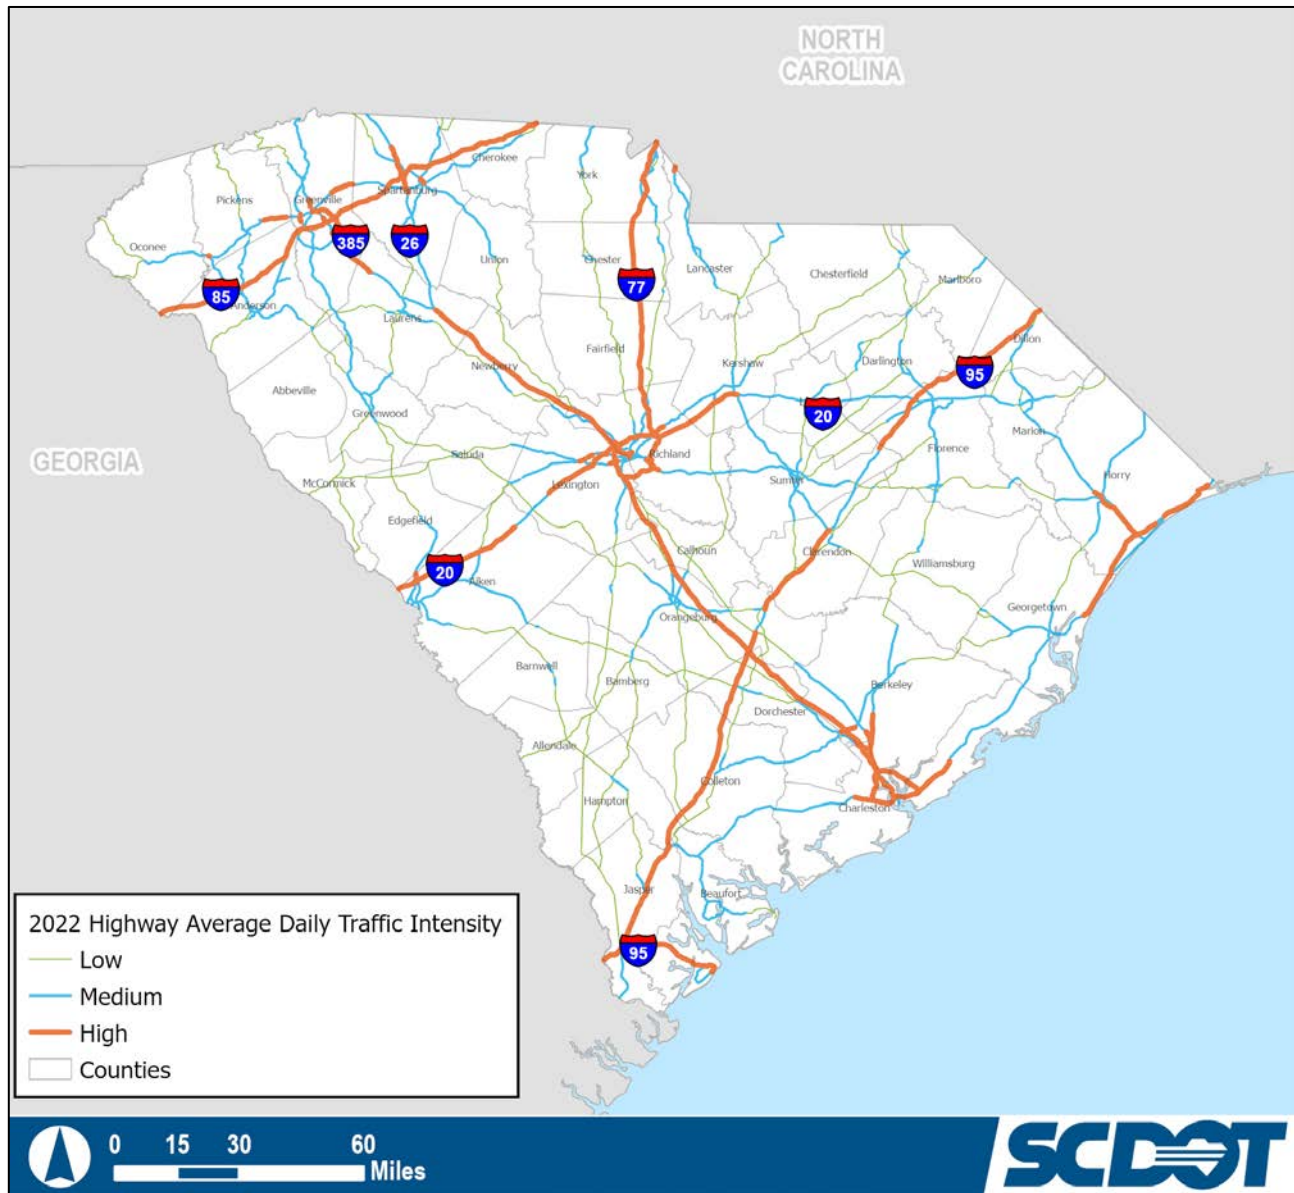 NORTH
CAROLINA
Cherokee
York
Pickens
Greenville
Spartanburg
385
26
Oconee
Union
Chester
Lancaster
Chesterfield
Marlboro
77
85
Anderson
Laurens
Dillon
Fairfield
Newberry
Kershaw
Darlington
95
Abbeville
Greenwood
20
Marion
GEORGIA
Saluda
Richland
Florence
Horry
McCormick
Lexington
Sumter
Edgefield
Calhoun
Clarendon
Williamsburg
20
Aiken
Georgetown
Orangeburg
Barnwell
Bamberg
Berkeley
Dorchester
Allendale
Colleton
Hampton
Charleston
Jasper
Beaufort
95
2022 Highway Average Daily Traffic Intensity
Low
Medium
High
Counties
0 15 30 60
Miles
SCDOT